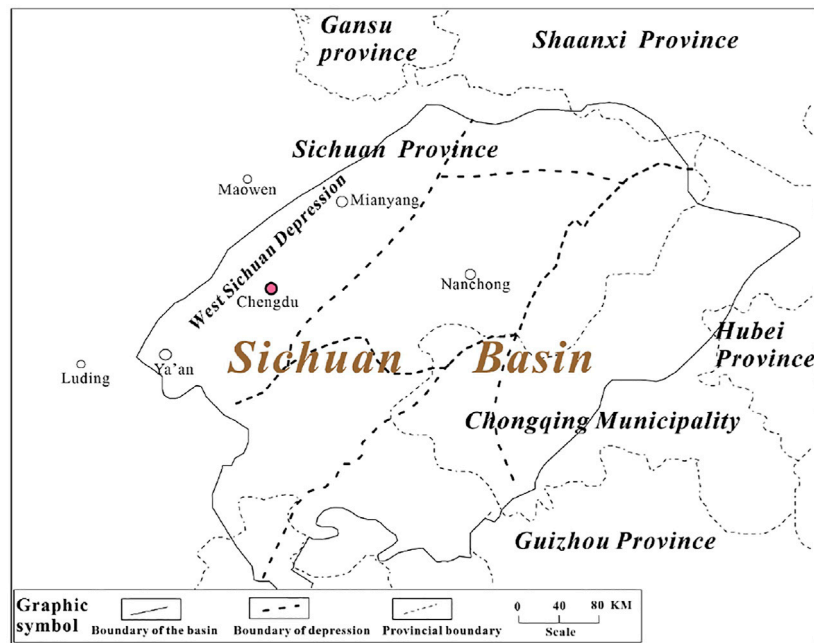 Gansu
province
Shaanxi Province
Sichuan Province
Maowen
Mianyang
West Sichuan Depression
Chengdu
Nanchong
Hubei
Province
Sichuan Basin
Ya'an
Luding
Chongqing Municipality
Guizhou Province
Graphic
symbol
Boundary of the basin
Boundary of depression
Provincial boundary
0 40 80 KM
Scale